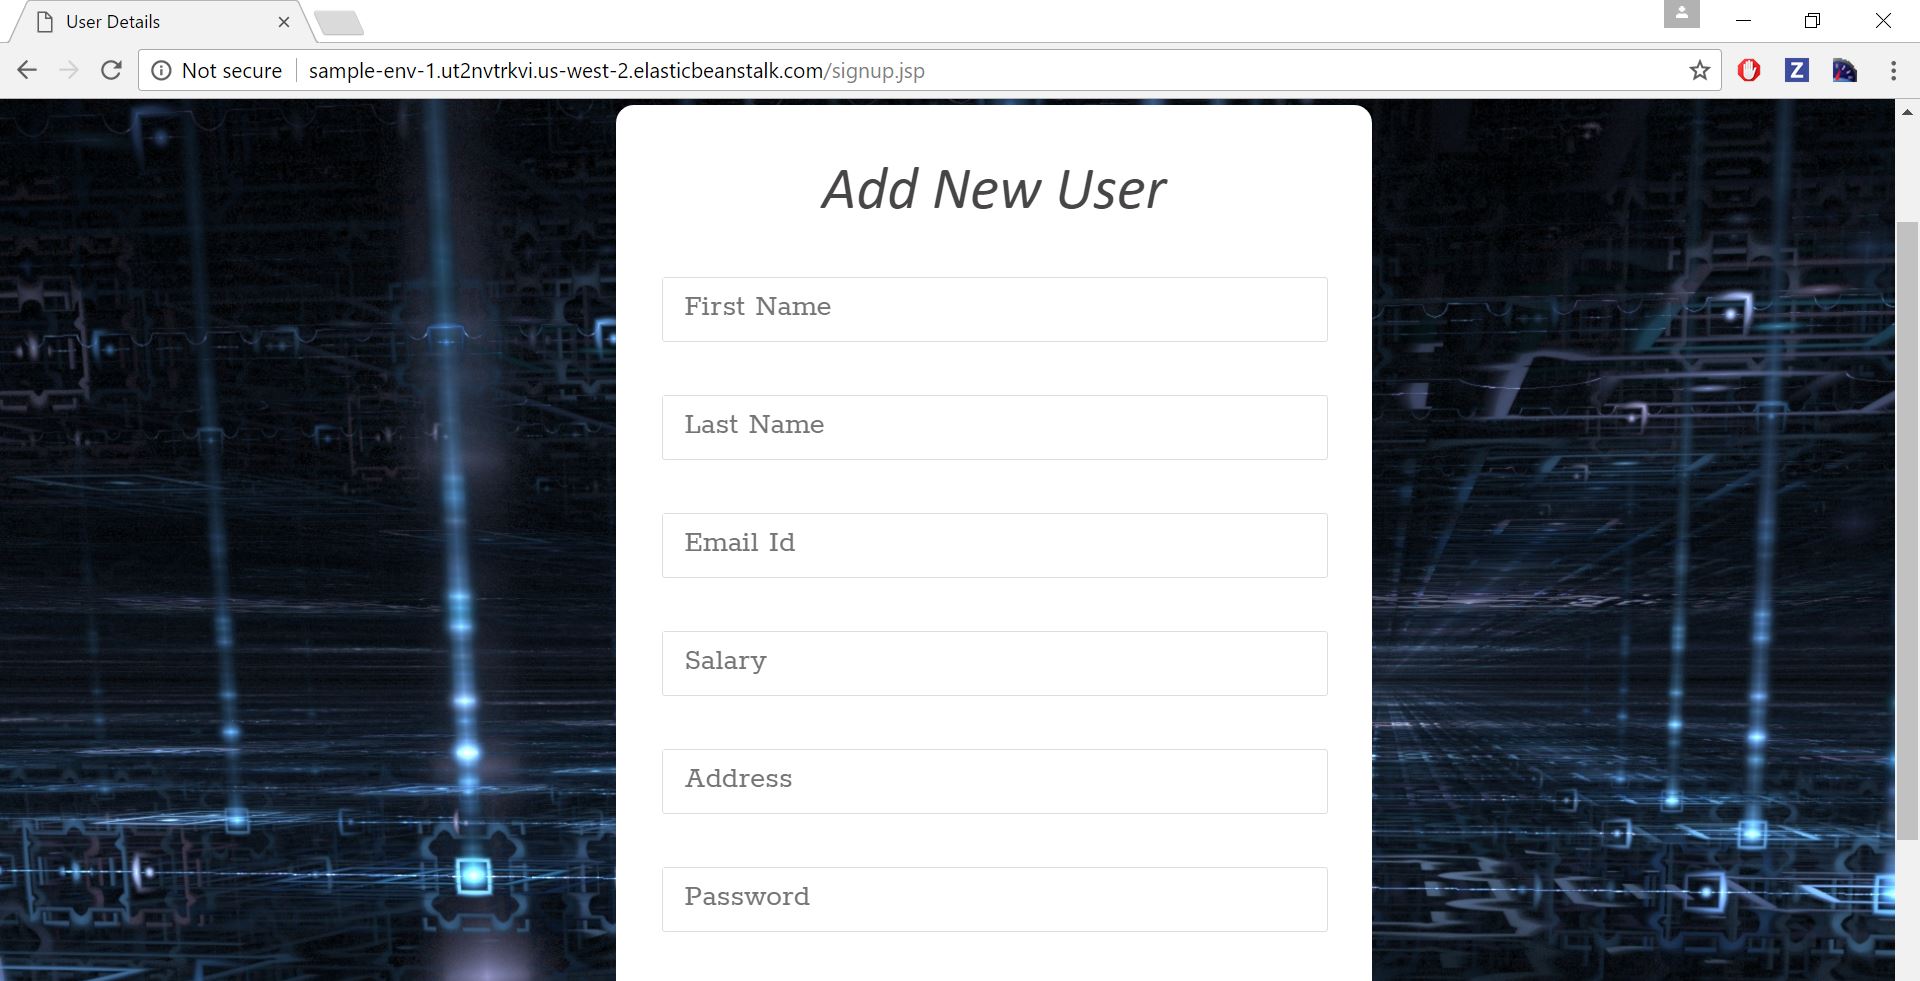 User Details
Not secure
sample-env-1.ut2nvtrkvi.us-west-2.elasticbeanstalk.com/signup.jsp
Z
Add New User
First Name
Last Name
Email Id
Salary
Address
Password